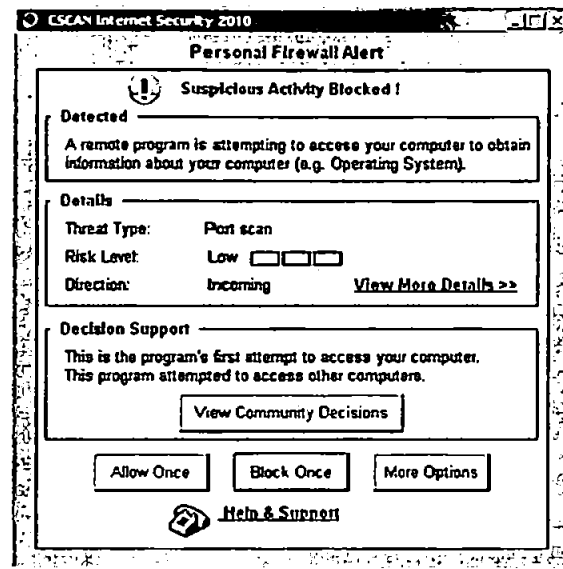 CSCAN Internet Security 2010
Personal Firewall Alert
Suspicious Activity Blocked !
Detected
A remote program is attempting to access your computer to obtain
information about your computer (e.g. Operating System).
Details
Threat Type: Port scan
Risk Level: Low
Direction: Incoming View More Details >>
Decision Support
This is the program's first attempt to access your computer.
This program attempted to access other computers.
View Community Decisions
Allow Once Block Once More Options
Help & Support